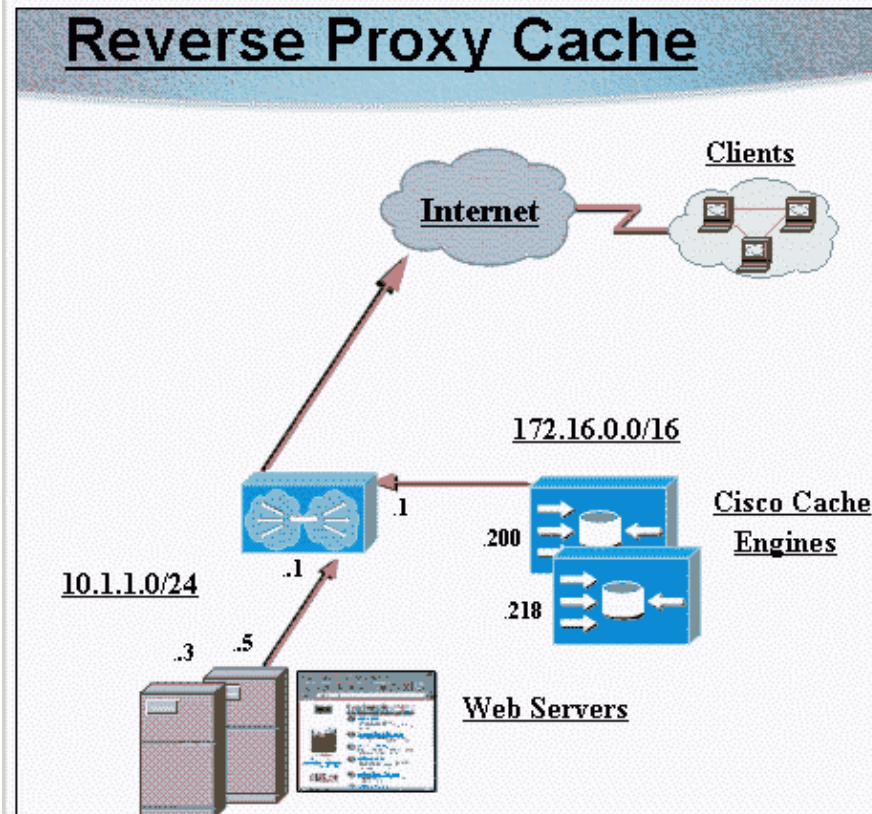 Reverse Proxy Cache
Clients
Internet
172.16.0.0/16
.1
Cisco Cache
Engines
.200
.1
10.1.1.0/24
.218
.3
.5
Web Servers